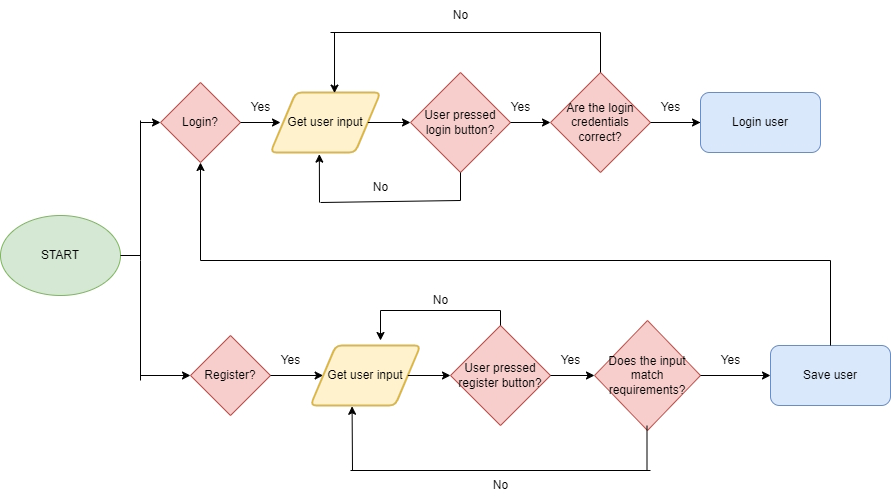 No
Login?
Yes
Get user input
User pressed
login button?
Yes
Are the login
credentials
correct?
Yes
Login user
No
START
No
Register?
Yes
Get user input
User pressed
register button?
Yes
Does the input
match
requirements?
Yes
Save user
No